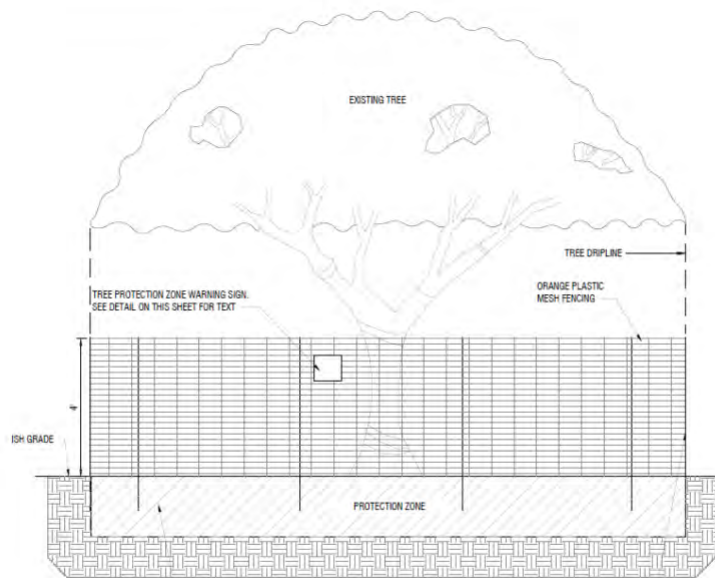 EXISTING TREE
TREE DRIPLINE
TREE PROTECTION ZONE WARNING SIGN.
SEE DETAIL ON THIS SHEET FOR TEXT
ORANGE PLASTIC
MESH FENCING
4'
ISH GRADE
PROTECTION ZONE